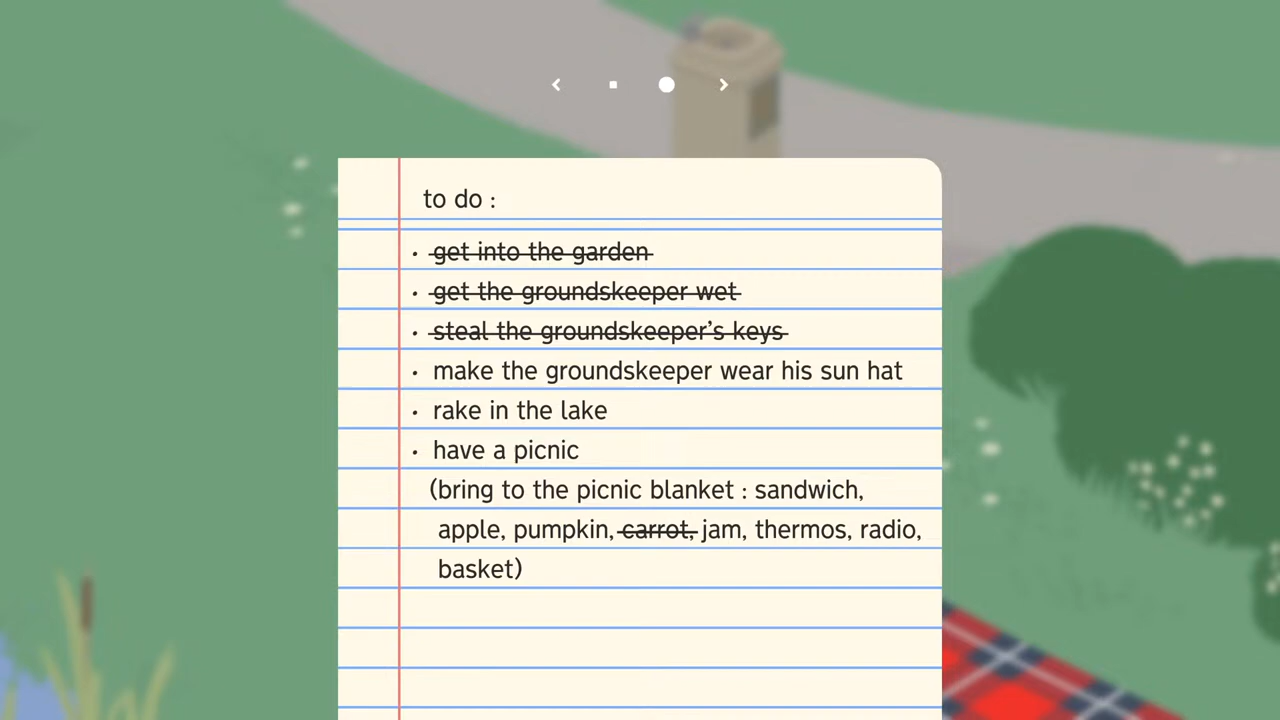 to do :
· get into the garden
· get the groundskeeper wet
· steal the groundskeeper's keys
· make the groundskeeper wear his sun hat
· rake in the lake
· have a picnic
(bring to the picnic blanket : sandwich,
apple, pumpkin, carrot, jam, thermos, radio,
basket)